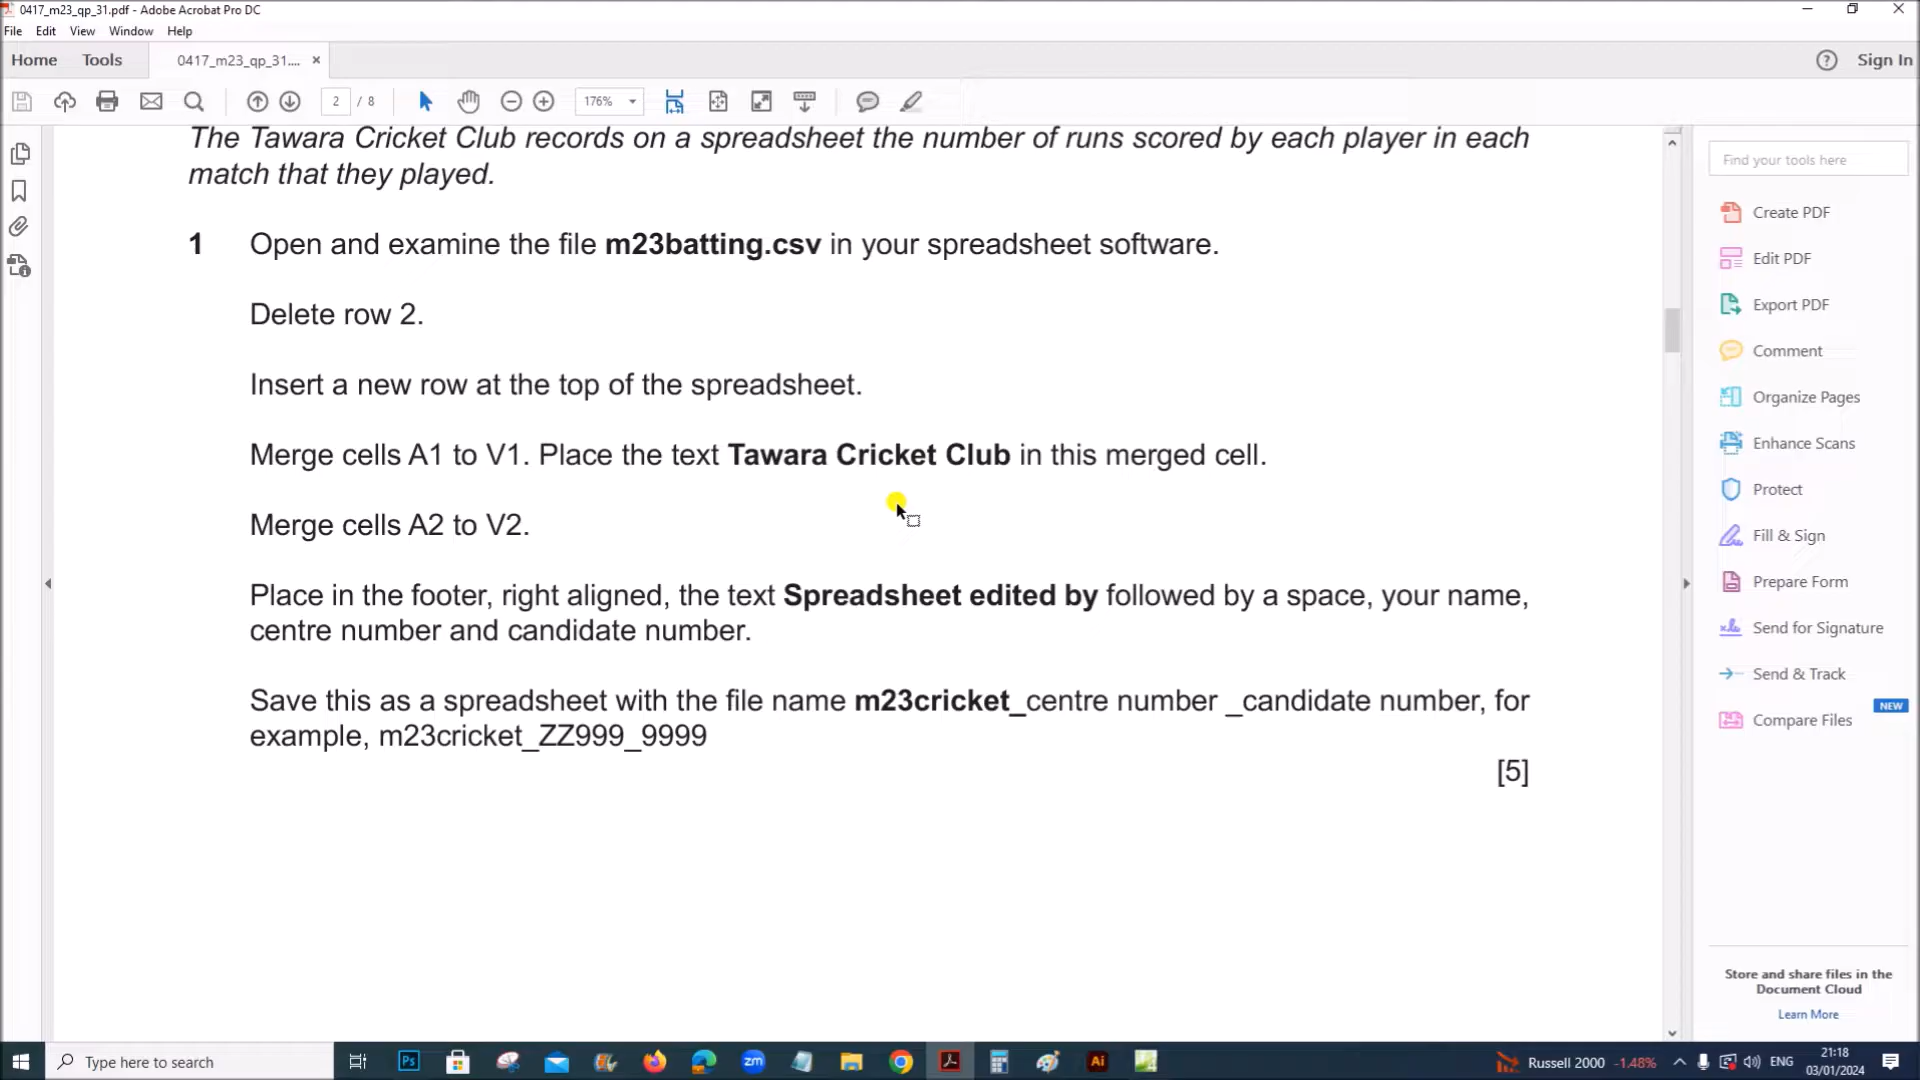 0417_m23_qp_31.pdf - Adobe Acrobat Pro DC
File Edit View Window Help
Home Tools 0417_m23_qp_31.... × Sign In
2 / 8 176%
The Tawara Cricket Club records on a spreadsheet the number of runs scored by each player in each
match that they played.
1 Open and examine the file m23batting.csv in your spreadsheet software.
Delete row 2.
Insert a new row at the top of the spreadsheet.
Merge cells A1 to V1. Place the text Tawara Cricket Club in this merged cell.
Merge cells A2 to V2.
Place in the footer, right aligned, the text Spreadsheet edited by followed by a space, your name,
centre number and candidate number.
Save this as a spreadsheet with the file name m23cricket_centre number _candidate number, for
example, m23cricket_ZZ999_9999
[5]
Find your tools here
Create PDF
Edit PDF
Export PDF
Comment
Organize Pages
Enhance Scans
Protect
Fill & Sign
Prepare Form
Send for Signature
Send & Track
NEW
Compare Files
Store and share files in the
Document Cloud
Learn More
Type here to search
Ps
zm
Ai
Russell 2000 -1.48%
ENG
21:18
03/01/2024